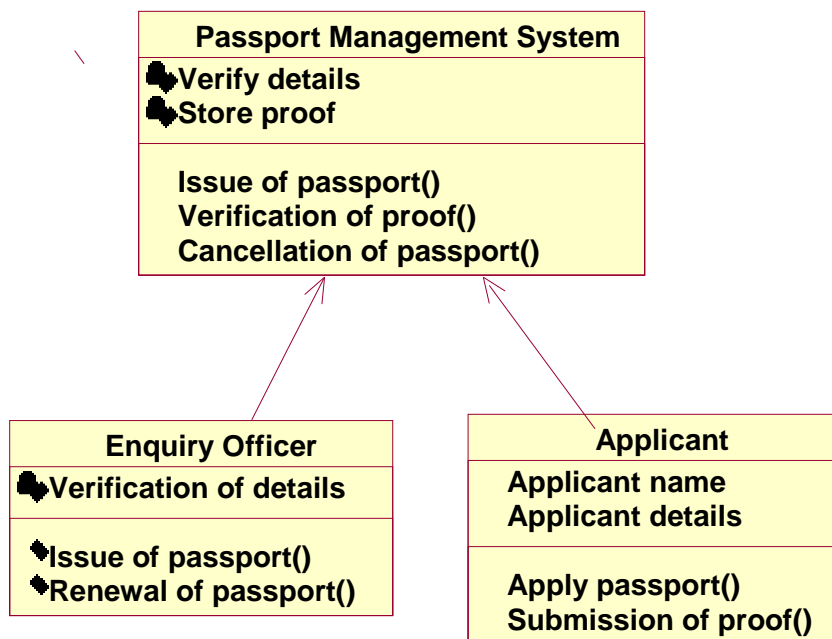 Passport Management System
Verify details
Store proof
Issue of passport()
Verification of proof()
Cancellation of passport()
Enquiry Officer
Verification of details
Issue of passport()
Renewal of passport()
Applicant
Applicant name
Applicant details
Apply passport()
Submission of proof()